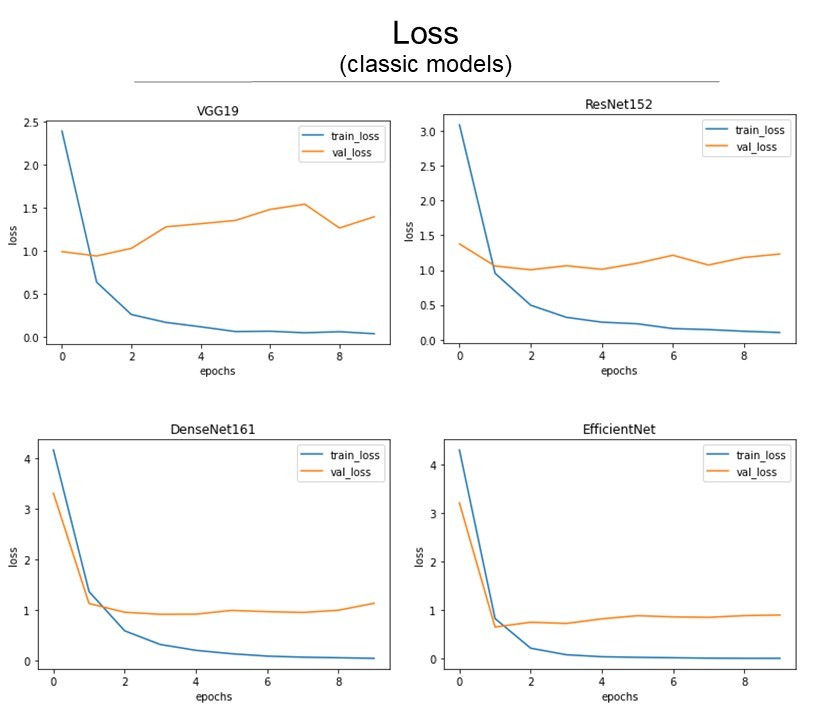 Loss
(classic models)
VGG19
2.5
2.0
1.5
1.0
0.5
0.0
loss
train_loss
val_loss
0 2 4 6 8
epochs
ResNet152
3.0
2.5
2.0
1.5
1.0
0.5
0.0
loss
train_loss
val_loss
0 2 4 6 8
epochs
DenseNet161
4
3
2
1
0
loss
train_loss
val_loss
0 2 4 6 8
epochs
EfficientNet
4
3
2
1
0
loss
train_loss
val_loss
0 2 4 6 8
epochs